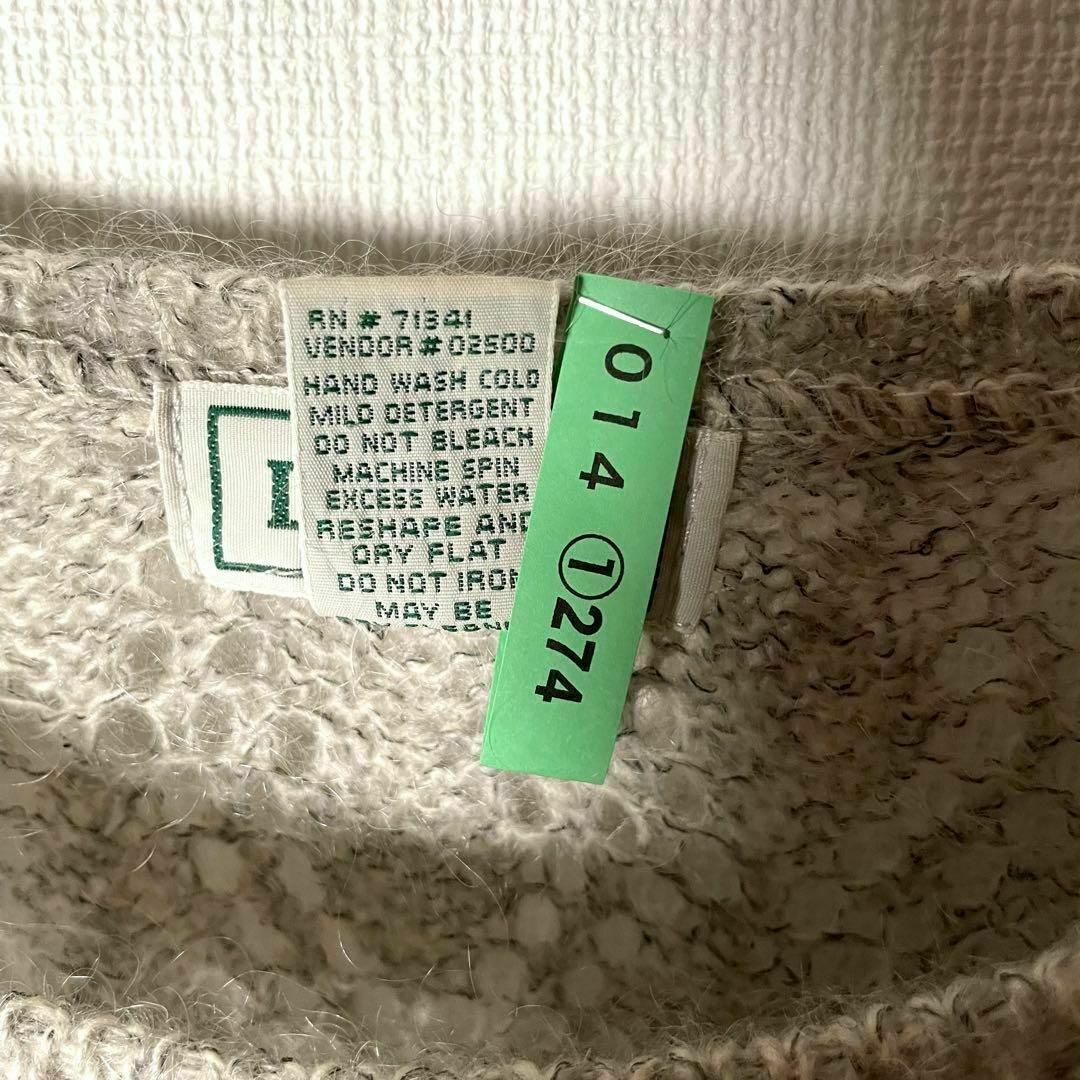 RN # 71341
VENDOR # 02500
HAND WASH COLD
MILD DETERGENT
DO NOT BLEACH
MACHINE SPIN
EXCESS WATER
RESHAPE AND
DRY FLAT
DO NOT IRON
MAY BE
014 ①274